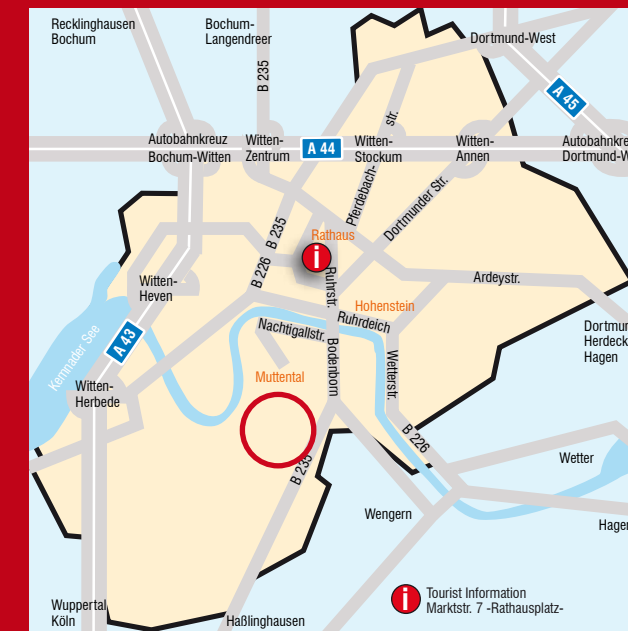 Recklinghausen
Bochum
Bochum-
Langendreer
Dortmund-West
B 235
A 45
str.
Autobahnkreuz
Bochum-Witten
Witten-
Zentrum
A 44
Witten-
Stockum
Witten-
Annen
Autobahnkre
Dortmund-W
Pferdebach-
Dortmunder Str.
B 235
Rathaus
i
B 226
Ruhrstr.
Ardeystr.
Witten-
Heven
Hohenstein
Ruhrdeich
Nachtigallstr.
Dortmun
Herdeck
Hagen
A 43
Kemnader See
Bodenborn
Wetterstr.
Muttental
Witten-
Herbede
B 226
B 235
Wetter
Wengern
Hagen
i
Tourist Information
Marktstr. 7 -Rathausplatz-
Wuppertal
Köln
Haßlinghausen